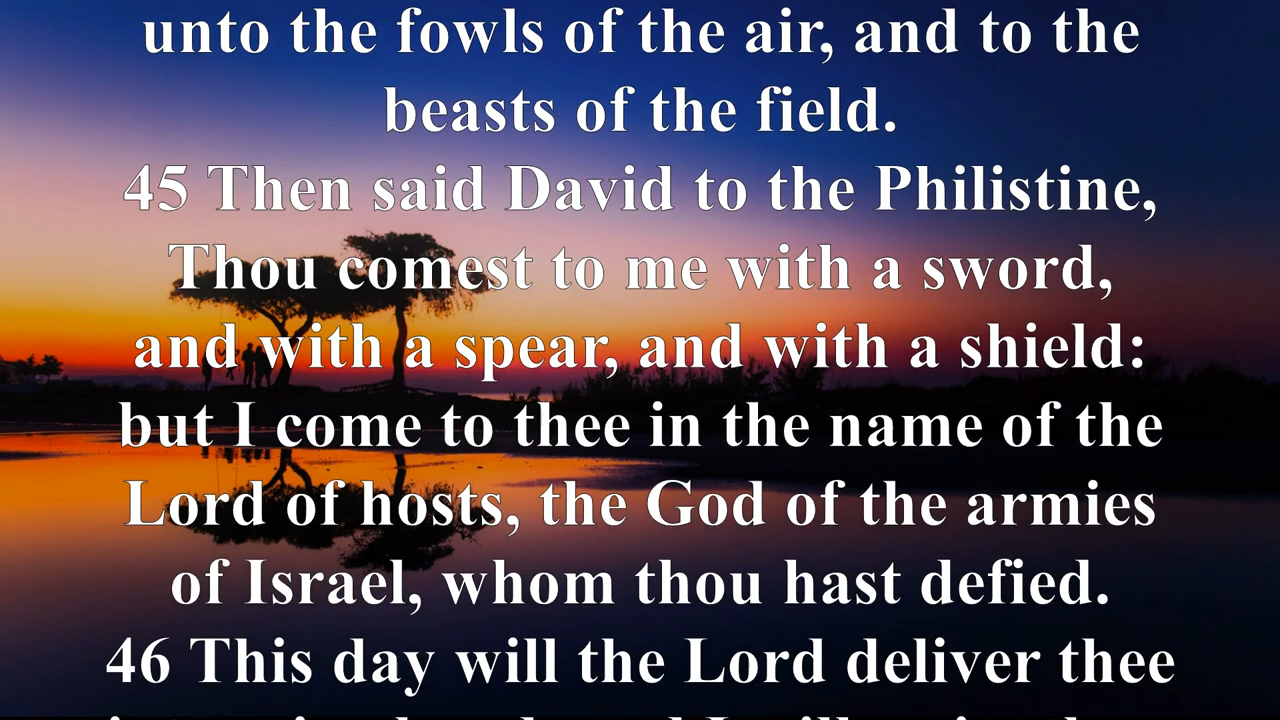 unto the fowls of the air, and to the
beasts of the field.
45 Then said David to the Philistine,
Thou comest to me with a sword,
and with a spear, and with a shield:
but I come to thee in the name of the
Lord of hosts, the God of the armies
of Israel, whom thou hast defied.
46 This day will the Lord deliver thee